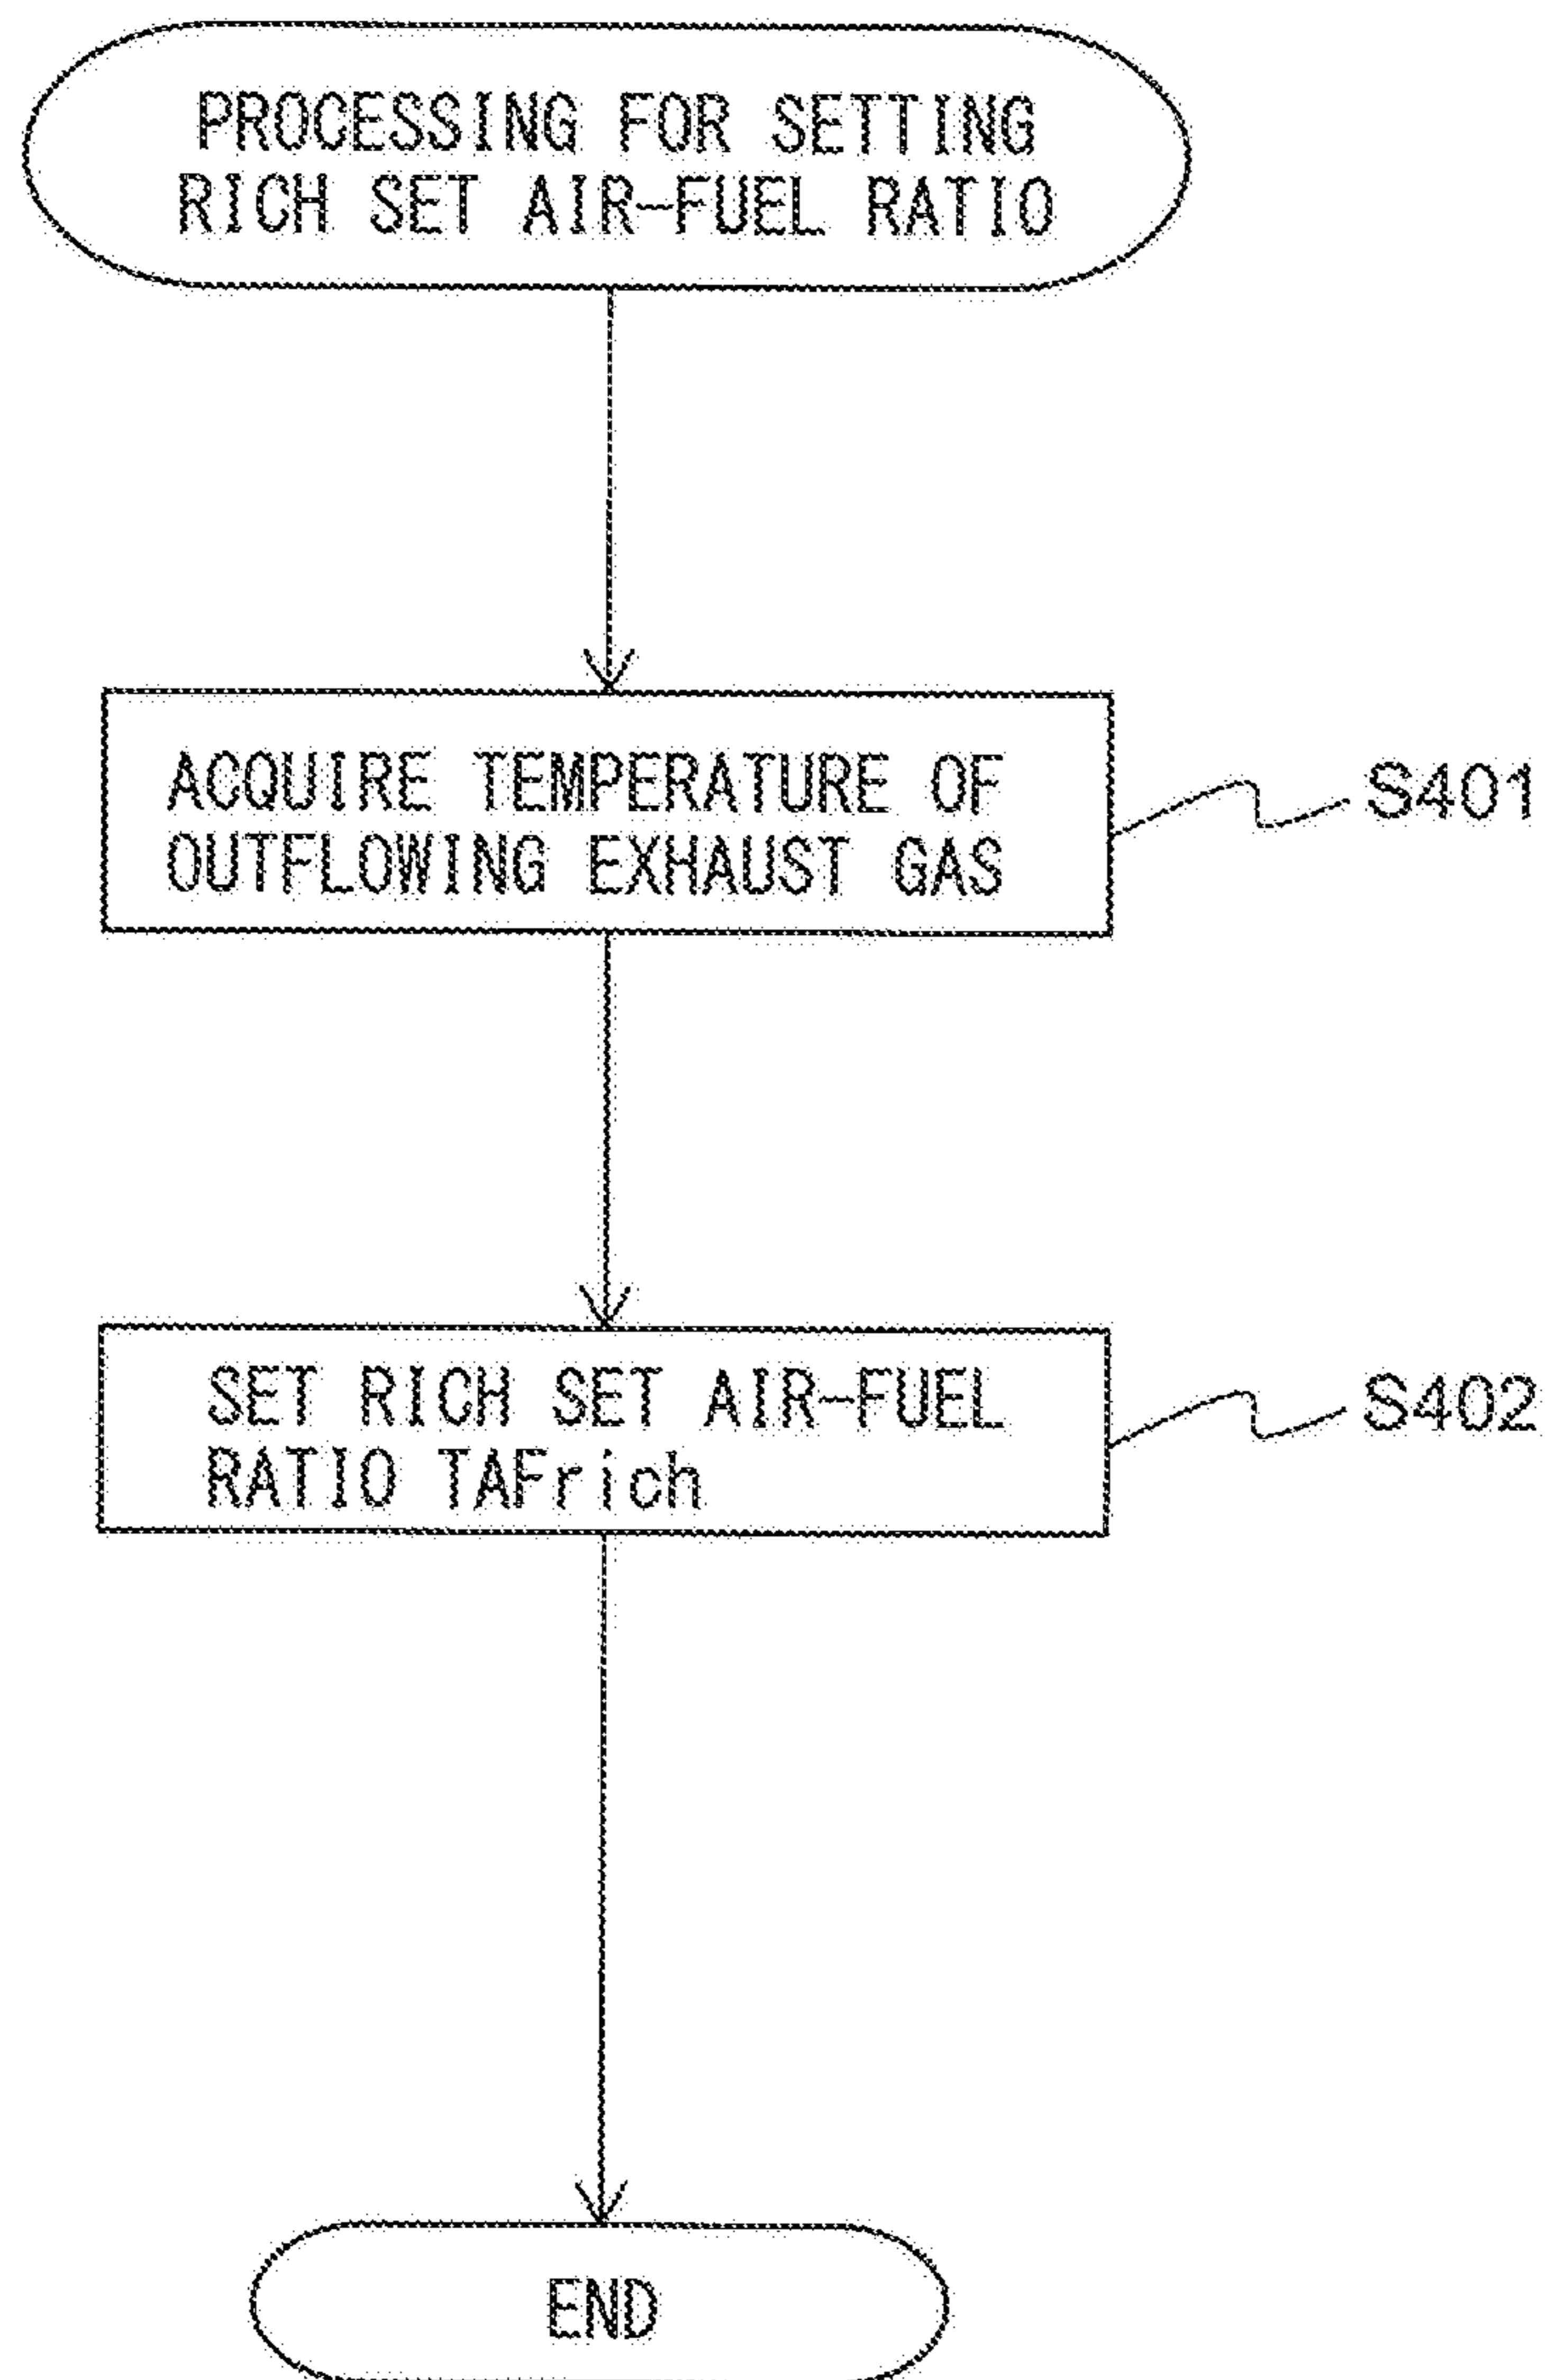 PROCESSING FOR SETTING
RICH SET AIR-FUEL RATIO
ACQUIRE TEMPERATURE OF
OUTFLOWING EXHAUST GAS
S401
SET RICH SET AIR-FUEL
RATIO TAFrich
S402
END